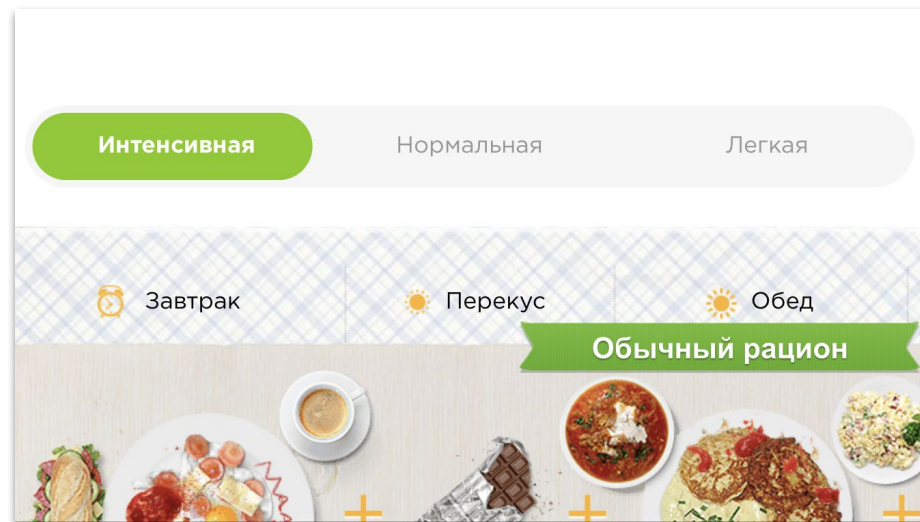 Интенсивная
Нормальная
Легкая
Завтрак
Перекус
Обед
Обычный рацион